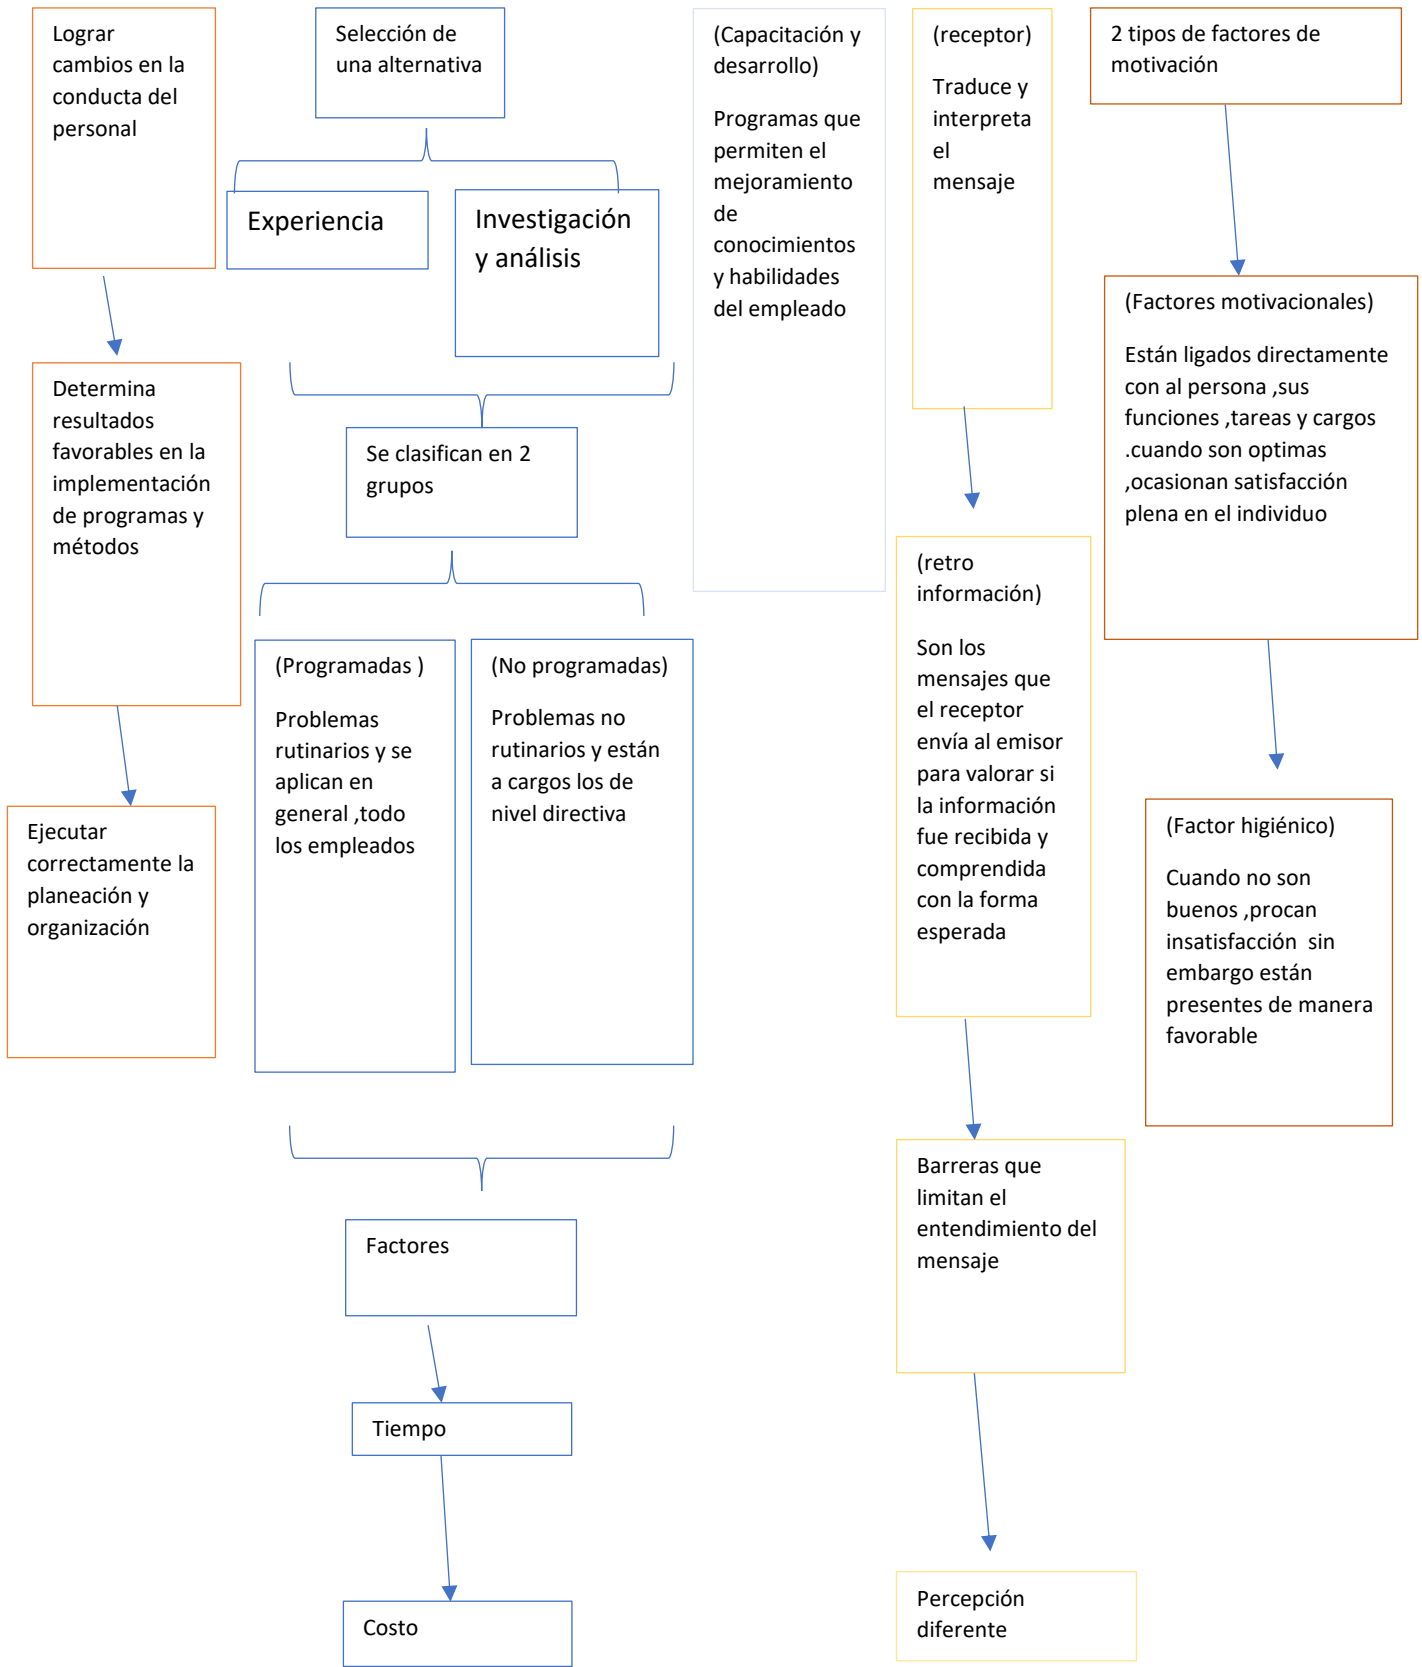 Lograr
cambios en la
conducta del
personal
Determina
resultados
favorables en la
implementación
de programas y
métodos
Ejecutar
correctamente la
planeación y
organización
Selección de
una alternativa
Experiencia
Investigación
y análisis
Se clasifican en 2
grupos
(Programadas )
Problemas
rutinarios y se
aplican en
general ,todo
los empleados
(No programadas)
Problemas no
rutinarios y están
a cargos los de
nivel directiva
Factores
Tiempo
Costo
(Capacitación y
desarrollo)
Programas que
permiten el
mejoramiento
de
conocimientos
y habilidades
del empleado
(receptor)
Traduce y
interpreta
el
mensaje
(retro
información)
Son los
mensajes que
el receptor
envía al emisor
para valorar si
la información
fue recibida y
comprendida
con la forma
esperada
Barreras que
limitan el
entendimiento del
mensaje
Percepción
diferente
2 tipos de factores de
motivación
(Factores motivacionales)
Están ligados directamente
con al persona ,sus
funciones ,tareas y cargos
.cuando son optimas
,ocasionan satisfacción
plena en el individuo
(Factor higiénico)
Cuando no son
buenos ,procan
insatisfacción  sin
embargo están
presentes de manera
favorable